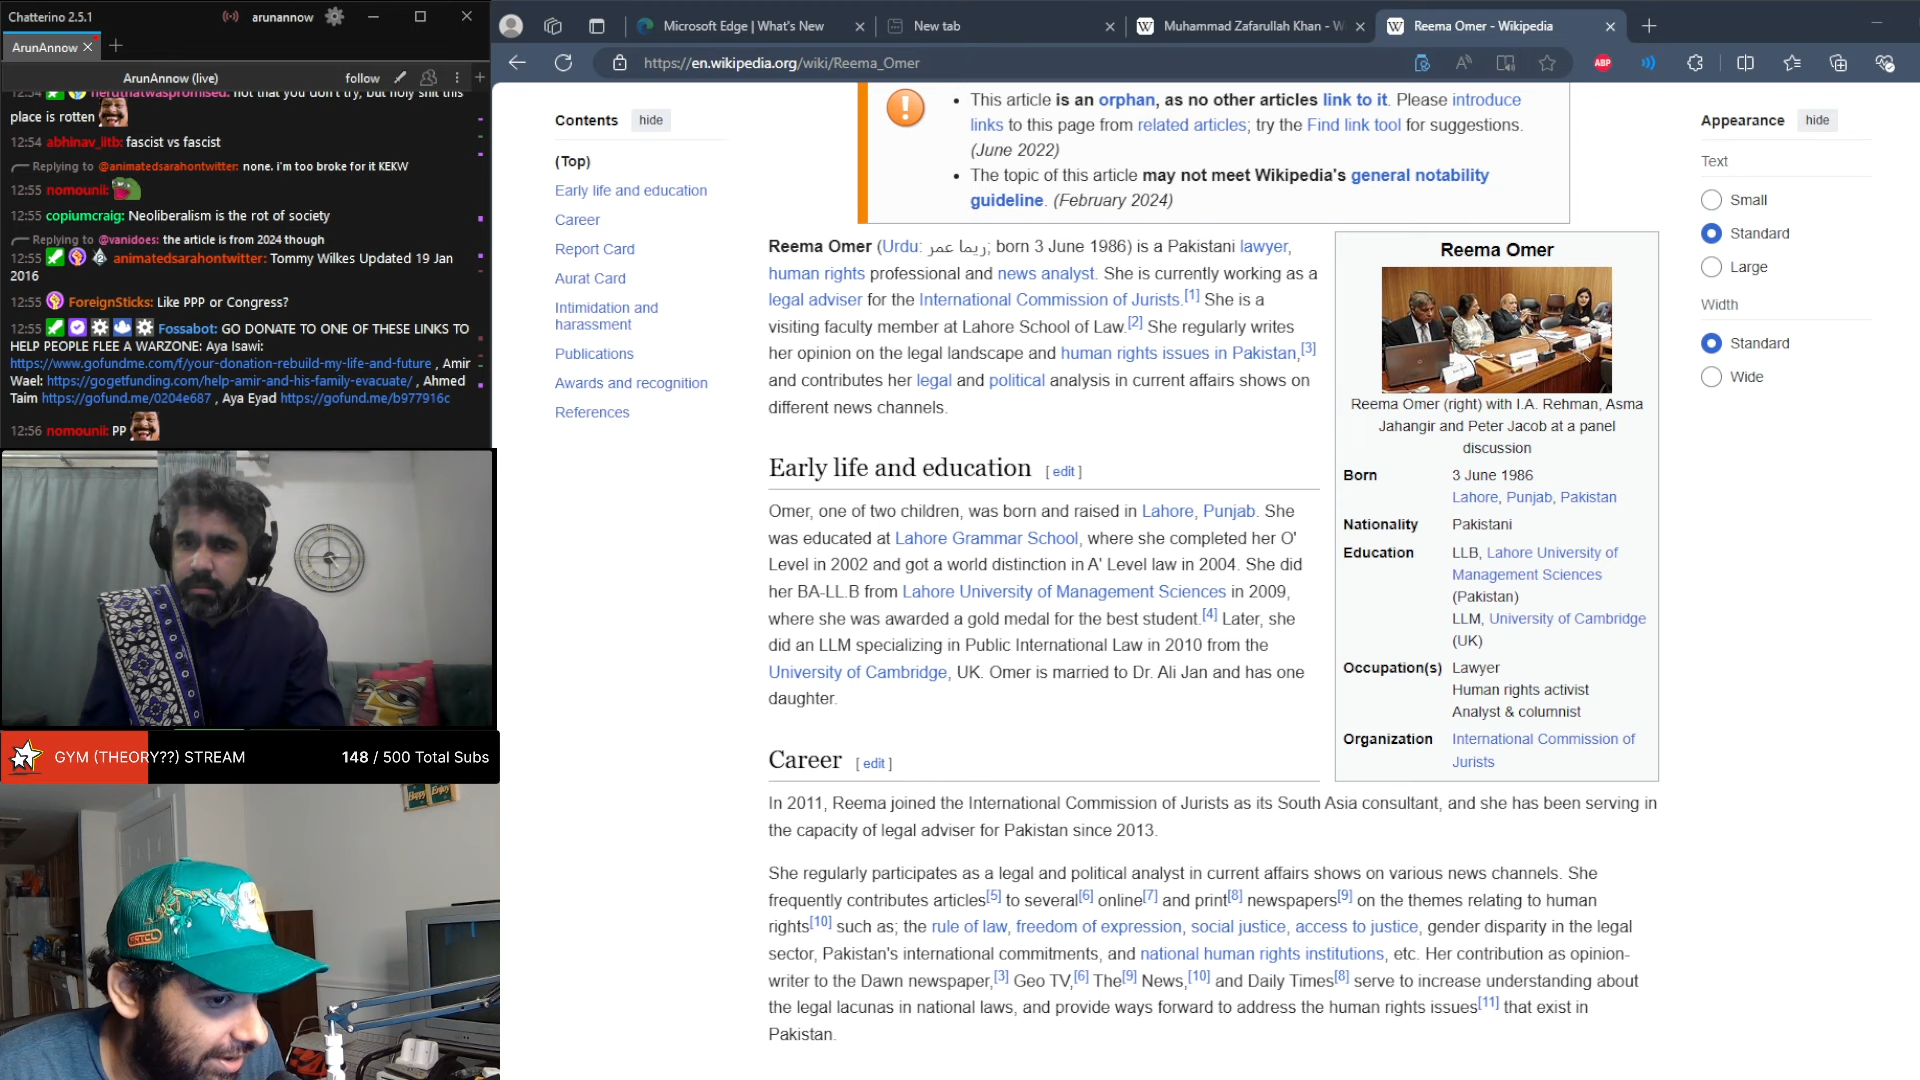 Chatterino 2.5.1
arunannow
ArunAnnow
ArunAnnow (live)
follow
12:54 nerdthatwaspromised: not that you don't try, but holy shit this
place is rotten
12:54 abhinav_iitb: fascist vs fascist
Replying to @animatedsarahontwitter: none. i'm too broke for it KEKW
12:55 nomounii:
12:55 copiumcraig: Neoliberalism is the rot of society
Replying to @vanidoes: the article is from 2024 though
12:55 animatedsarahontwitter: Tommy Wilkes Updated 19 Jan
2016
12:55 ForeignSticks: Like PPP or Congress?
12:55 Fossabot: GO DONATE TO ONE OF THESE LINKS TO
HELP PEOPLE FLEE A WARZONE: Aya Isawi:
https://www.gofundme.com/f/your-donation-rebuild-my-life-and-future , Amir
Wael: https://gogetfunding.com/help-amir-and-his-family-evacuate/ , Ahmed
Taim https://gofund.me/0204e687 , Aya Eyad https://gofund.me/b977916c
12:56 nomounii: PP
GYM (THEORY??) STREAM
148 / 500 Total Subs
Microsoft Edge | What's New
New tab
Muhammad Zafarullah Khan - W
Reema Omer - Wikipedia
https://en.wikipedia.org/wiki/Reema_Omer
ABP
Contents
hide
(Top)
Early life and education
Career
Report Card
Aurat Card
Intimidation and
harassment
Publications
Awards and recognition
References
• This article is an orphan, as no other articles link to it. Please introduce
links to this page from related articles; try the Find link tool for suggestions.
(June 2022)
• The topic of this article may not meet Wikipedia's general notability
guideline. (February 2024)
Reema Omer (Urdu: ریما عمر; born 3 June 1986) is a Pakistani lawyer,
human rights professional and news analyst. She is currently working as a
legal adviser for the International Commission of Jurists.[1] She is a
visiting faculty member at Lahore School of Law.[2] She regularly writes
her opinion on the legal landscape and human rights issues in Pakistan,[3]
and contributes her legal and political analysis in current affairs shows on
different news channels.
Early life and education [ edit ]
Omer, one of two children, was born and raised in Lahore, Punjab. She
was educated at Lahore Grammar School, where she completed her O'
Level in 2002 and got a world distinction in A' Level law in 2004. She did
her BA-LL.B from Lahore University of Management Sciences in 2009,
where she was awarded a gold medal for the best student.[4] Later, she
did an LLM specializing in Public International Law in 2010 from the
University of Cambridge, UK. Omer is married to Dr. Ali Jan and has one
daughter.
Career [ edit ]
In 2011, Reema joined the International Commission of Jurists as its South Asia consultant, and she has been serving in
the capacity of legal adviser for Pakistan since 2013.
She regularly participates as a legal and political analyst in current affairs shows on various news channels. She
frequently contributes articles[5] to several[6] online[7] and print[8] newspapers[9] on the themes relating to human
rights[10] such as; the rule of law, freedom of expression, social justice, access to justice, gender disparity in the legal
sector, Pakistan's international commitments, and national human rights institutions, etc. Her contribution as opinion-
writer to the Dawn newspaper,[3] Geo TV,[6] The[9] News,[10] and Daily Times[8] serve to increase understanding about
the legal lacunas in national laws, and provide ways forward to address the human rights issues[11] that exist in
Pakistan.
Reema Omer
Reema Omer (right) with I.A. Rehman, Asma
Jahangir and Peter Jacob at a panel
discussion
Born 3 June 1986
Lahore, Punjab, Pakistan
Nationality Pakistani
Education LLB, Lahore University of
Management Sciences
(Pakistan)
LLM, University of Cambridge
(UK)
Occupation(s) Lawyer
Human rights activist
Analyst & columnist
Organization International Commission of
Jurists
Appearance
hide
Text
Small
Standard
Large
Width
Standard
Wide